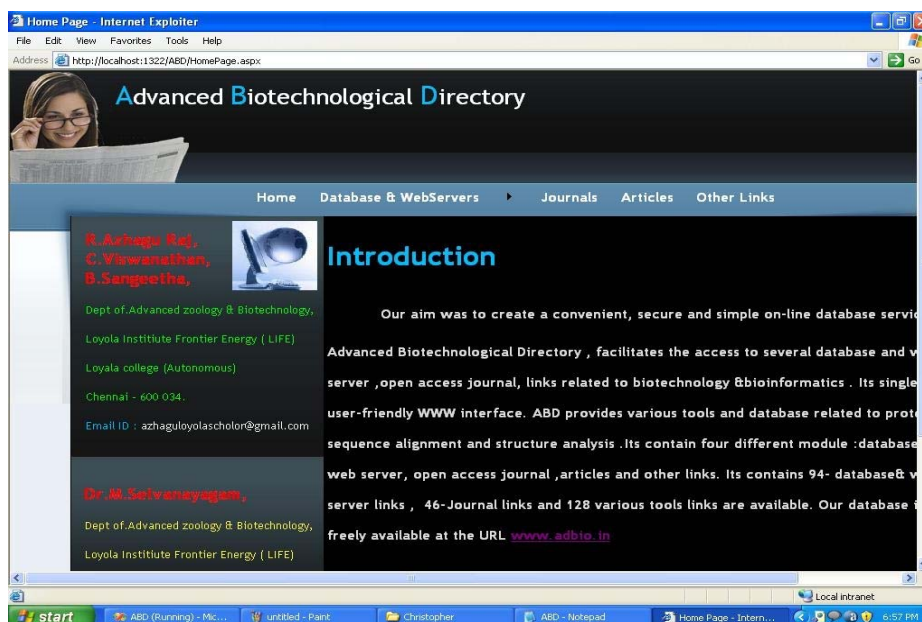 Home Page - Internet Exploiter
File Edit View Favorites Tools Help
Address http://localhost:1322/ABD/HomePage.aspx Go
Advanced Biotechnological Directory
Home Database & WebServers Journals Articles Other Links
R.Azhagu Raj,
C.Viswanathan,
B.Sangeetha,
Dept of.Advanced zoology & Biotechnology,
Loyola Institiute Frontier Energy ( LIFE)
Loyala college (Autonomous)
Chennai - 600 034.
Email ID : azhaguloyolascholor@gmail.com
Dr.M.Selvanayagam,
Dept of.Advanced zoology & Biotechnology,
Loyola Institiute Frontier Energy ( LIFE)
Introduction
Our aim was to create a convenient, secure and simple on-line database servic
Advanced Biotechnological Directory , facilitates the access to several database and w
server ,open access journal, links related to biotechnology &bioinformatics . Its single
user-friendly WWW interface. ABD provides various tools and database related to prote
sequence alignment and structure analysis .Its contain four different module :database
web server, open access journal ,articles and other links. Its contains 94- database& w
server links , 46-Journal links and 128 various tools links are available. Our database i
freely available at the URL www.adbio.in
Local intranet
start ABD (Running) - Mic... untitled - Paint Christopher ABD - Notepad Home Page - Intern... 6:57 PM